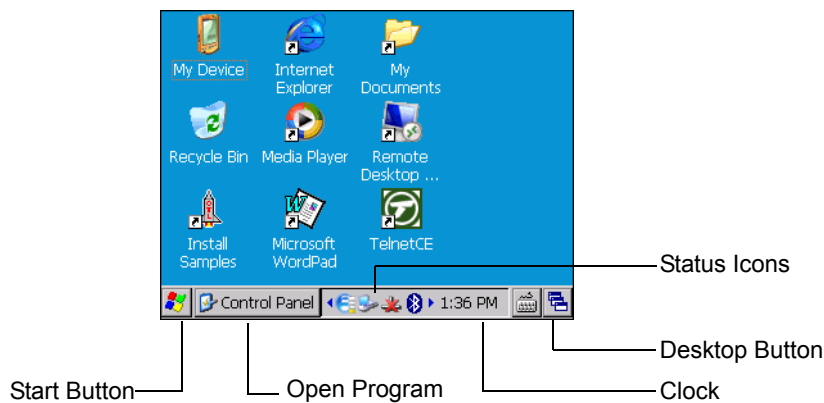 My Device
Internet
Explorer
My
Documents
Recycle Bin
Media Player
Remote
Desktop ...
Install
Samples
Microsoft
WordPad
TelnetCE
Status Icons
Control Panel
1:36 PM
Desktop Button
Start Button
Open Program
Clock